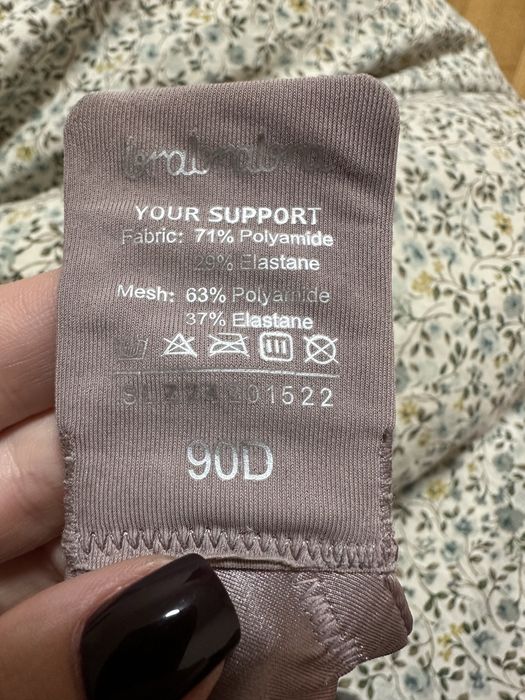 YOUR SUPPORT
Fabric: 71% Polyamide
29% Elastane
Mesh: 63% Polyamide
37% Elastane
90D